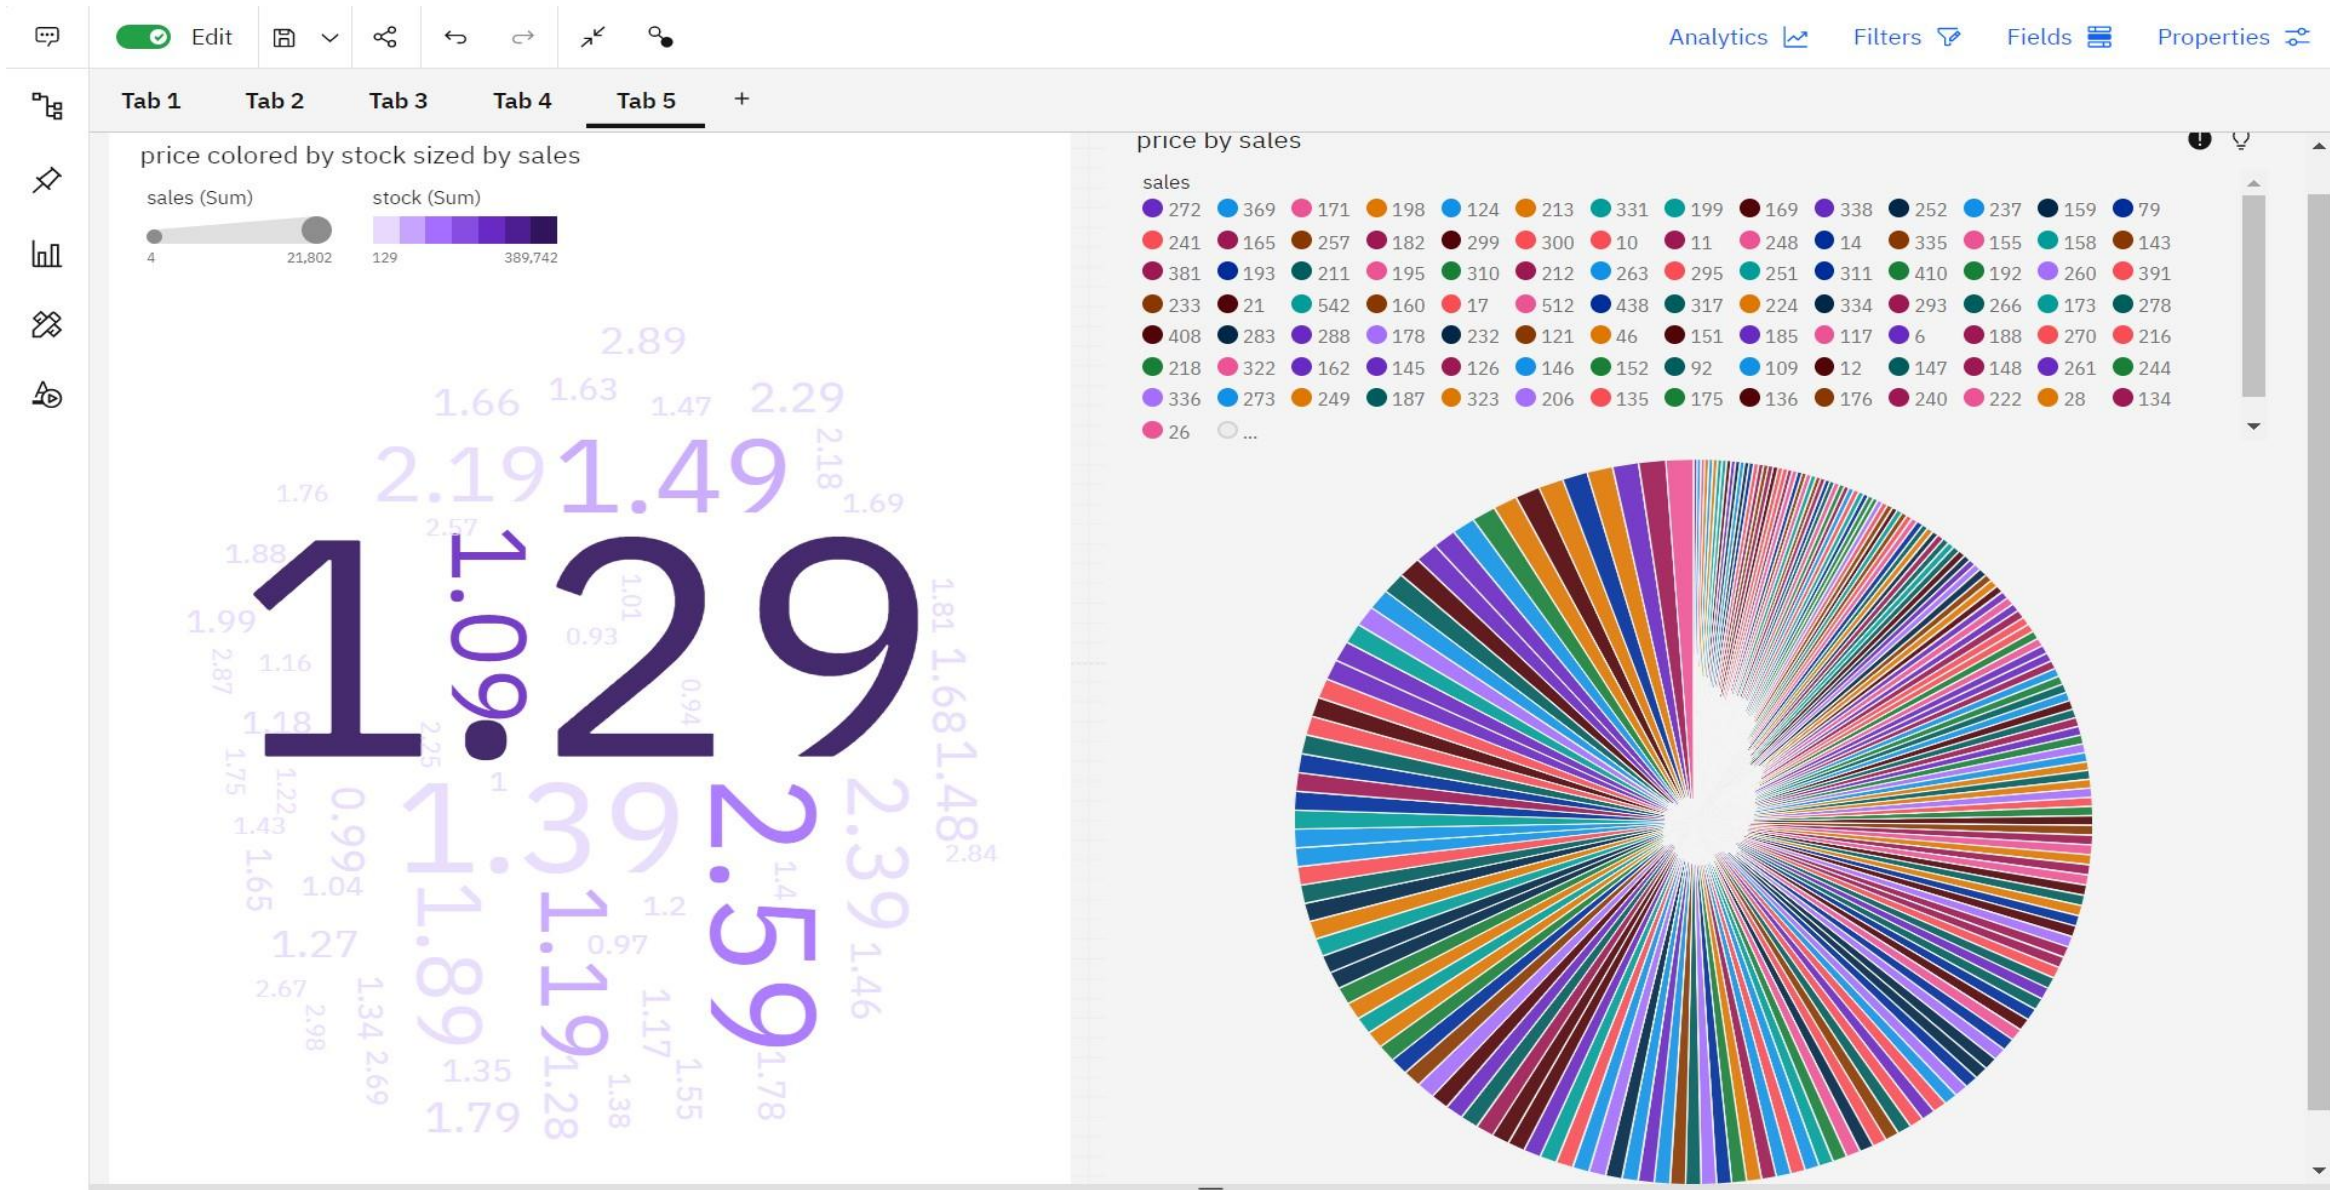 Edit
Analytics Filters Fields Properties
Tab 1 Tab 2 Tab 3 Tab 4 Tab 5 +
price colored by stock sized by sales
sales (Sum) stock (Sum)
4 21,802 129 389,742
2.89
1.66 1.63 1.47 2.29
2.19 1.49 2.18
1.76 1.69
2.57
1.88
1.29
1.09
1.01
1.81
1.99
0.93
2.87 1.16
1.68
0.94
1.18
2.25
1.75 1.22
1
1.48
0.99 1.39 2.59 2.39
1.43
2.84
1.65
1.04
1.4
1.89 1.19 1.2
1.27
0.97
1.46
2.67
2.98 1.34
1.17
2.69
1.35
1.28
1.38 1.55 1.78
1.79
price by sales
sales
272 369 171 198 124 213 331 199 169 338 252 237 159 79
241 165 257 182 299 300 10 11 248 14 335 155 158 143
381 193 211 195 310 212 263 295 251 311 410 192 260 391
233 21 542 160 17 512 438 317 224 334 293 266 173 278
408 283 288 178 232 121 46 151 185 117 6 188 270 216
218 322 162 145 126 146 152 92 109 12 147 148 261 244
336 273 249 187 323 206 135 175 136 176 240 222 28 134
26 ...